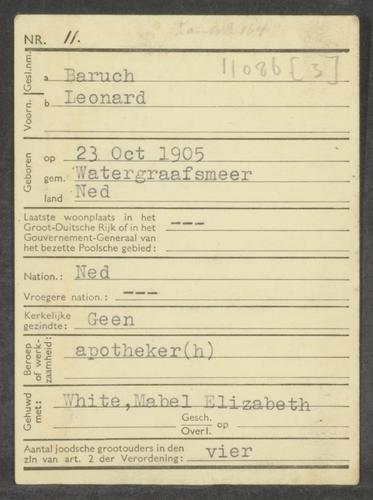 NR. 11.
11086 [3]
Gesl.nm. a Baruch
Voorn. b Leonard
Geboren op 23 Oct 1905
gem. Watergraafsmeer
land Ned
Laatste woonplaats in het
Groot-Duitsche Rijk of in het
Gouvernement-Generaal van
het bezette Poolsche gebied: ---
Nation.: Ned
Vroegere nation.: ---
Kerkelijke
gezindte: Geen
Beroep of werkzaamheid: apotheker(h)
Gehuwd met: White,Mabel Elizabeth
Gesch.
Overl. op
Aantal joodsche grootouders in den
zin van art. 2 der Verordening: vier